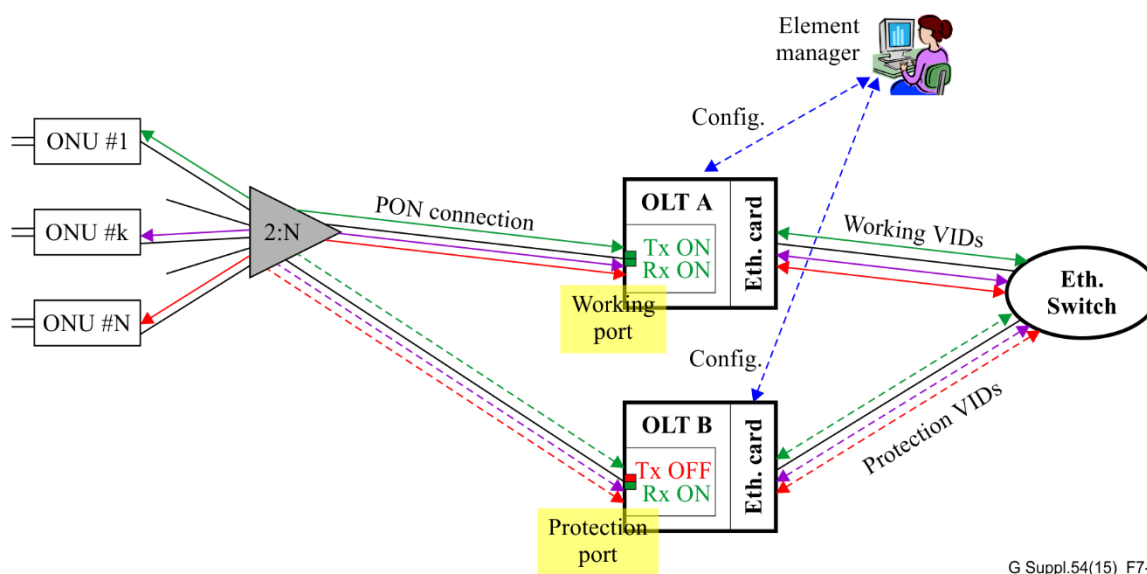 Element
manager
Config.
ONU #1
ONU #k
ONU #N
2:N
PON connection
OLT A
Tx ON
Rx ON
Eth. card
Working
port
Working VIDs
Eth.
Switch
Config.
OLT B
Tx OFF
Rx ON
Eth. card
Protection
port
Protection VIDs
G Suppl.54(15) F7-